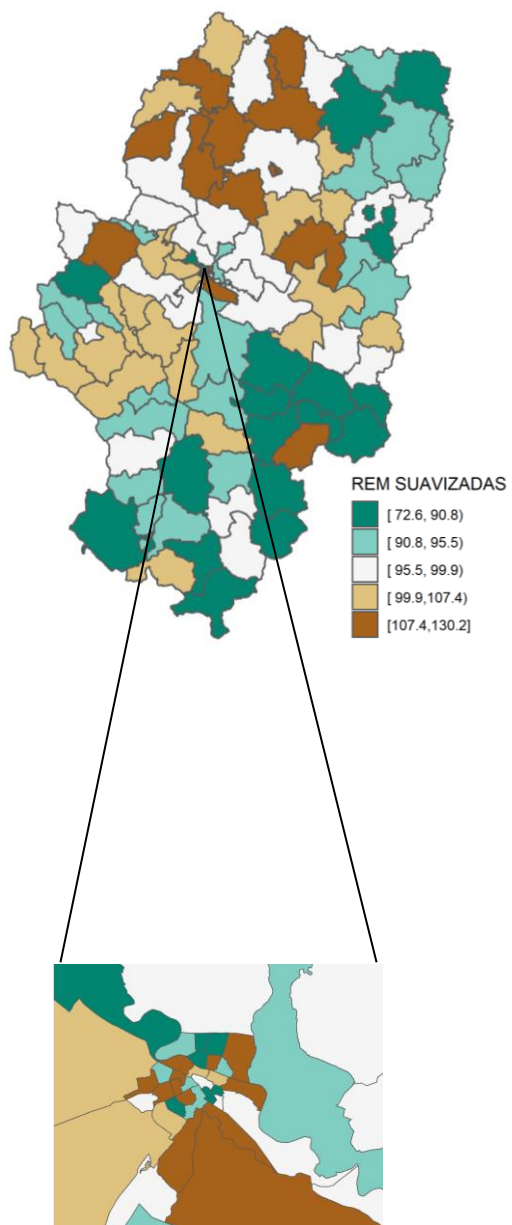 REM SUAVIZADAS
[ 72.6, 90.8)
[ 90.8, 95.5)
[ 95.5, 99.9)
[ 99.9,107.4)
[107.4,130.2]